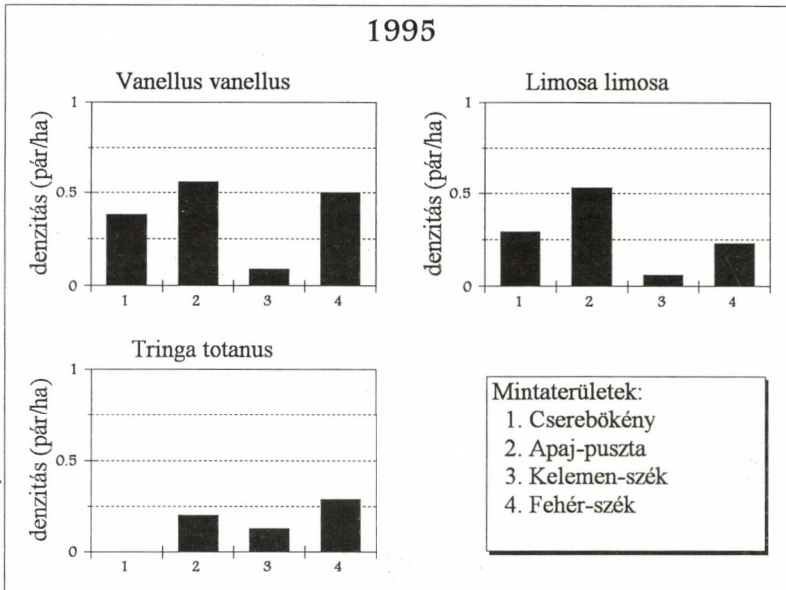 1995
Vanellus vanellus
denzitás (pár/ha)
1
0.5
0
1 2 3 4
Limosa limosa
denzitás (pár/ha)
1
0.5
0
1 2 3 4
Tringa totanus
denzitás (pár/ha)
1
0.5
0
1 2 3 4
Mintaterületek:
1. Cserebökény
2. Apaj-puszta
3. Kelemen-szék
4. Fehér-szék